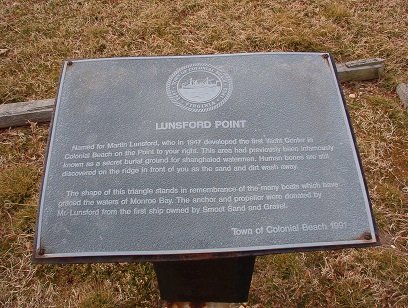 VIRGINIA
LUNSFORD POINT
Named for Martin Lunsford, who in 1947 developed the first Yacht Center in
Colonial Beach on the Point to your right. This area had previously been infamously
known as a secret burial ground for shanghaied watermen. Human bones are still
discovered on the ridge in front of you as the sand and dirt wash away.
The shape of this triangle stands in remembrance of the many boats which have
graced the waters of Monroe Bay. The anchor and propellor were donated by
Mr. Lunsford from the first ship owned by Smoot Sand and Gravel.
Town of Colonial Beach 1991